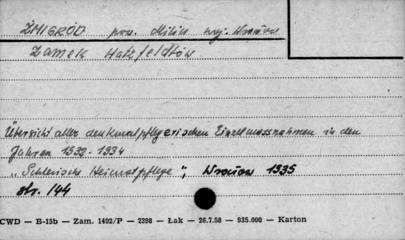 ŻMIGRÓD pow. Milicz woj. Wrocław
Zamek Hatzfeldtów
Übersicht aller denkmalpflegerischen Einzelmassnahmen in den
Jahren 1932-1934
"Schlesische Heimatpflege", Wrocław 1935
str. 144
CWD — B-15b — Zam. 1402/P — 2398 — Łak — 26.7.58 — 935.000 — Karton